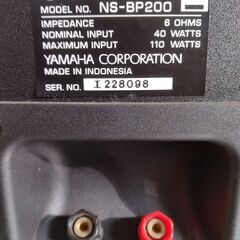 MODEL NO. NS-BP200
IMPEDANCE 6 OHMS
NOMINAL INPUT 40 WATTS
MAXIMUM INPUT 110 WATTS
YAMAHA CORPORATION
MADE IN INDONESIA
SER. NO. I 228098